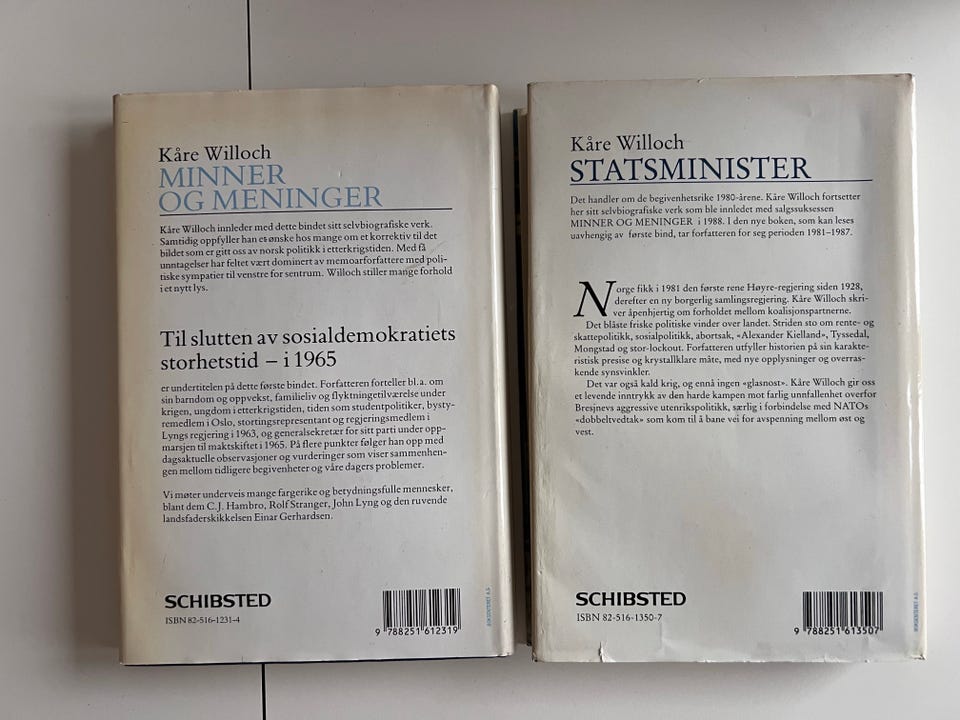 Kåre Willoch
MINNER
OG MENINGER
Kåre Willoch innleder med dette bindet sitt selvbiografiske verk.
Samtidig oppfyller han et ønske hos mange om et korrektiv til det
bildet som er gitt oss av norsk politikk i etterkrigstiden. Med få
unntagelser har feltet vært dominert av memoarforfattere med poli-
tiske sympatier til venstre for sentrum. Willoch stiller mange forhold
i et nytt lys.
Til slutten av sosialdemokratiets
storhetstid – i 1965
er undertitelen på dette første bindet. Forfatteren forteller bl.a. om
sin barndom og oppvekst, familieliv og flyktningetilværelse under
krigen, ungdom i etterkrigstiden, tiden som studentpolitiker, bysty-
remedlem i Oslo, stortingsrepresentant og regjeringsmedlem i
Lyngs regjering i 1963, og generalsekretær for sitt parti under opp-
marsjen til maktskiftet i 1965. På flere punkter følger han opp med
dagsaktuelle observasjoner og vurderinger som viser sammenhen-
gen mellom tidligere begivenheter og våre dagers problemer.
Vi møter underveis mange fargerike og betydningsfulle mennesker,
blant dem C.J. Hambro, Rolf Stranger, John Lyng og den ruvende
landsfaderskikkelsen Einar Gerhardsen.
SCHIBSTED
ISBN 82-516-1231-4
9 788251 612319
Kåre Willoch
STATSMINISTER
Det handler om de begivenhetsrike 1980-årene. Kåre Willoch fortsetter
her sitt selvbiografiske verk som ble innledet med salgssuksessen
MINNER OG MENINGER i 1988. I den nye boken, som kan leses
uavhengig av første bind, tar forfatteren for seg perioden 1981–1987.
Norge fikk i 1981 den første rene Høyre-regjering siden 1928,
derefter en ny borgerlig samlingsregjering. Kåre Willoch skri-
ver åpenhjertig om forholdet mellom koalisjonspartnerne.
Det blåste friske politiske vinder over landet. Striden sto om rente- og
skattepolitikk, sosialpolitikk, abortsak, «Alexander Kielland», Tyssedal,
Mongstad og stor-lockout. Forfatteren utfyller historien på sin karakte-
ristisk presise og krystallklare måte, med nye opplysninger og overras-
kende synsvinkler.
Det var også kald krig, og ennå ingen «glasnost». Kåre Willoch gir oss
et levende inntrykk av den harde kampen mot farlig unnfallenhet overfor
Bresjnevs aggressive utenrikspolitikk, særlig i forbindelse med NATOs
«dobbeltvedtak» som kom til å bane vei for avspenning mellom øst og
vest.
SCHIBSTED
ISBN 82-516-1350-7
9 788251 613507